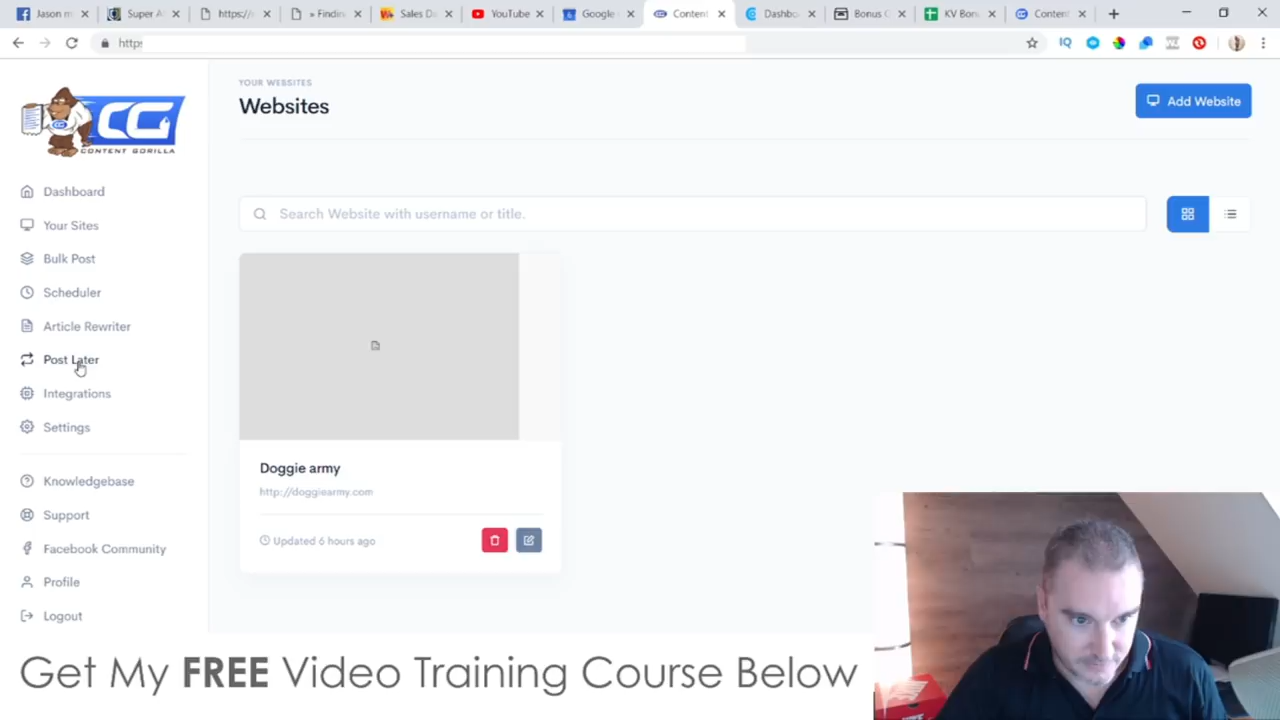 Jason m
Super A
https://
» Findin
Sales Da
YouTube
Google
Content
Dashbo
Bonus C
KV Bon
Content
https
CG
CONTENT GORILLA
Dashboard
Your Sites
Bulk Post
Scheduler
Article Rewriter
Post Later
Integrations
Settings
Knowledgebase
Support
Facebook Community
Profile
Logout
YOUR WEBSITES
Websites
Add Website
Search Website with username or title.
Doggie army
http://doggiearmy.com
Updated 6 hours ago
Get My FREE Video Training Course Below